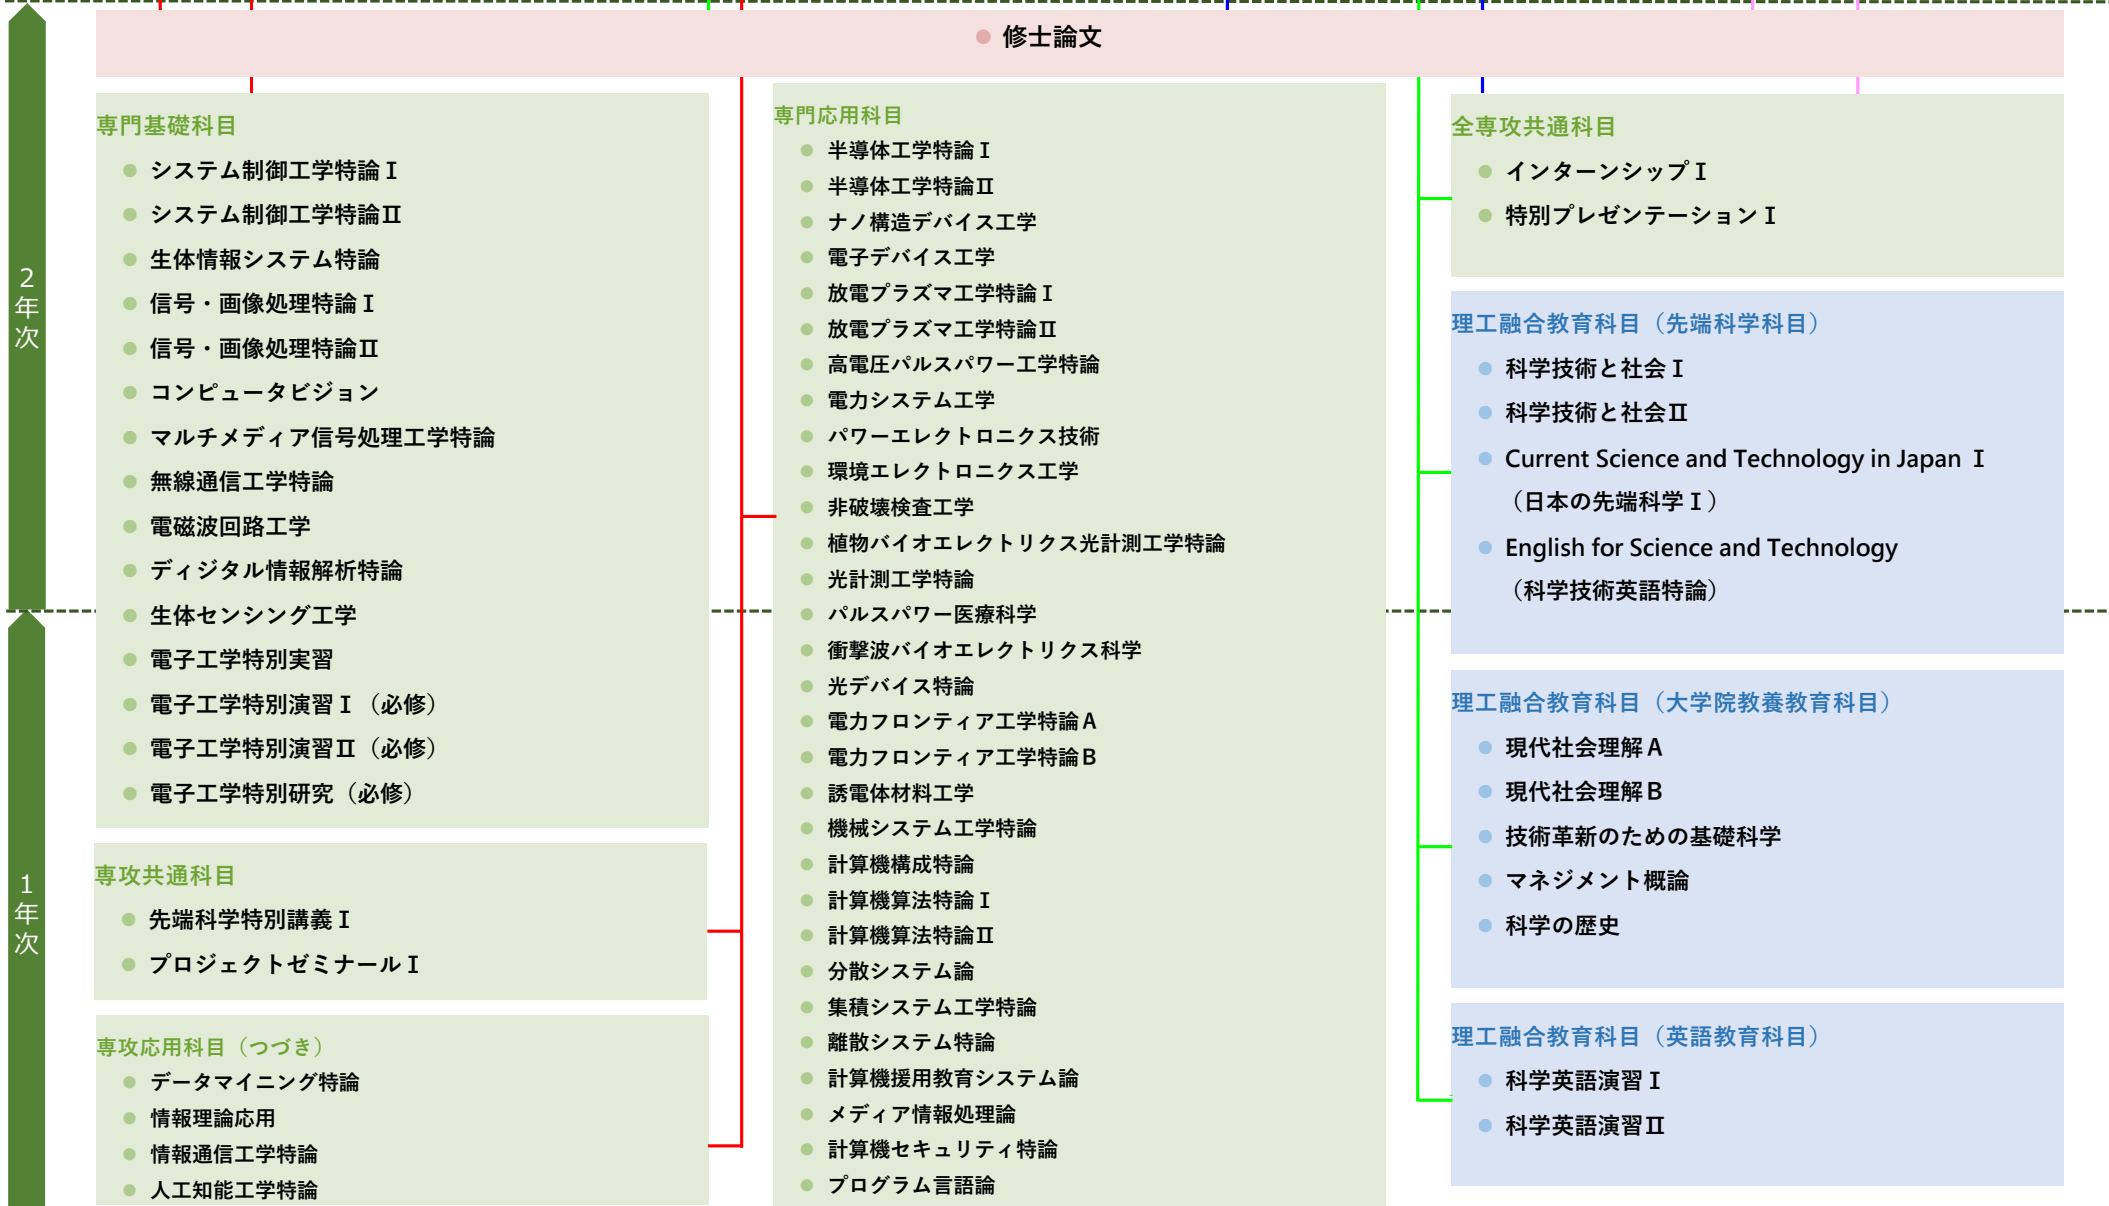 修士論文
2年次
1年次
専門基礎科目
システム制御工学特論Ⅰ
システム制御工学特論Ⅱ
生体情報システム特論
信号・画像処理特論Ⅰ
信号・画像処理特論Ⅱ
コンピュータビジョン
マルチメディア信号処理工学特論
無線通信工学特論
電磁波回路工学
ディジタル情報解析特論
生体センシング工学
電子工学特別実習
電子工学特別演習Ⅰ（必修）
電子工学特別演習Ⅱ（必修）
電子工学特別研究（必修）
専攻共通科目
先端科学特別講義Ⅰ
プロジェクトゼミナールⅠ
専攻応用科目（つづき）
データマイニング特論
情報理論応用
情報通信工学特論
人工知能工学特論
専門応用科目
半導体工学特論Ⅰ
半導体工学特論Ⅱ
ナノ構造デバイス工学
電子デバイス工学
放電プラズマ工学特論Ⅰ
放電プラズマ工学特論Ⅱ
高電圧パルスパワー工学特論
電力システム工学
パワーエレクトロニクス技術
環境エレクトロニクス工学
非破壊検査工学
植物バイオエレクトリクス光計測工学特論
光計測工学特論
パルスパワー医療科学
衝撃波バイオエレクトリクス科学
光デバイス特論
電力フロンティア工学特論A
電力フロンティア工学特論B
誘電体材料工学
機械システム工学特論
計算機構成特論
計算機算法特論Ⅰ
計算機算法特論Ⅱ
分散システム論
集積システム工学特論
離散システム特論
計算機援用教育システム論
メディア情報処理論
計算機セキュリティ特論
プログラム言語論
全専攻共通科目
インターンシップⅠ
特別プレゼンテーションⅠ
理工融合教育科目（先端科学科目）
科学技術と社会Ⅰ
科学技術と社会Ⅱ
Current Science and Technology in Japan Ⅰ
（日本の先端科学Ⅰ）
English for Science and Technology
（科学技術英語特論）
理工融合教育科目（大学院教養教育科目）
現代社会理解A
現代社会理解B
技術革新のための基礎科学
マネジメント概論
科学の歴史
理工融合教育科目（英語教育科目）
科学英語演習Ⅰ
科学英語演習Ⅱ